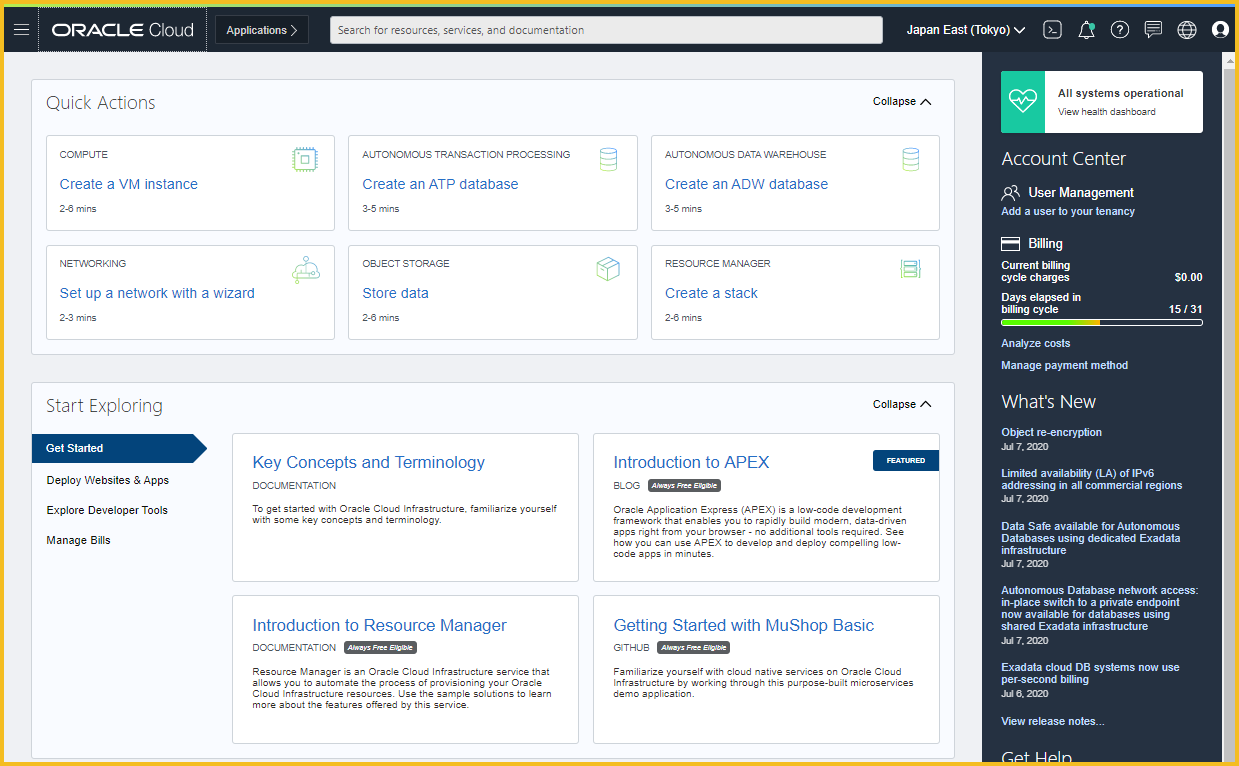 ORACLE Cloud
Applications
Search for resources, services, and documentation
Japan East (Tokyo)
Quick Actions
Collapse
COMPUTE
Create a VM instance
2-6 mins
AUTONOMOUS TRANSACTION PROCESSING
Create an ATP database
3-5 mins
AUTONOMOUS DATA WAREHOUSE
Create an ADW database
3-5 mins
NETWORKING
Set up a network with a wizard
2-3 mins
OBJECT STORAGE
Store data
2-6 mins
RESOURCE MANAGER
Create a stack
2-6 mins
Start Exploring
Collapse
Get Started
Deploy Websites & Apps
Explore Developer Tools
Manage Bills
Key Concepts and Terminology
DOCUMENTATION
To get started with Oracle Cloud Infrastructure, familiarize yourself
with some key concepts and terminology.
Introduction to APEX
FEATURED
BLOG Always Free Eligible
Oracle Application Express (APEX) is a low-code development
framework that enables you to rapidly build modern, data-driven
apps right from your browser - no additional tools required. See
how you can use APEX to develop and deploy compelling low-
code apps in minutes.
Introduction to Resource Manager
DOCUMENTATION Always Free Eligible
Resource Manager is an Oracle Cloud Infrastructure service that
allows you to automate the process of provisioning your Oracle
Cloud Infrastructure resources. Use the sample solutions to learn
more about the features offered by this service.
Getting Started with MuShop Basic
GITHUB Always Free Eligible
Familiarize yourself with cloud native services on Oracle Cloud
Infrastructure by working through this purpose-built microservices
demo application.
All systems operational
View health dashboard
Account Center
User Management
Add a user to your tenancy
Billing
Current billing
cycle charges $0.00
Days elapsed in
billing cycle 15 / 31
Analyze costs
Manage payment method
What's New
Object re-encryption
Jul 7, 2020
Limited availability (LA) of IPv6
addressing in all commercial regions
Jul 7, 2020
Data Safe available for Autonomous
Databases using dedicated Exadata
infrastructure
Jul 7, 2020
Autonomous Database network access:
in-place switch to a private endpoint
now available for databases using
shared Exadata infrastructure
Jul 7, 2020
Exadata cloud DB systems now use
per-second billing
Jul 6, 2020
View release notes...
Get Help